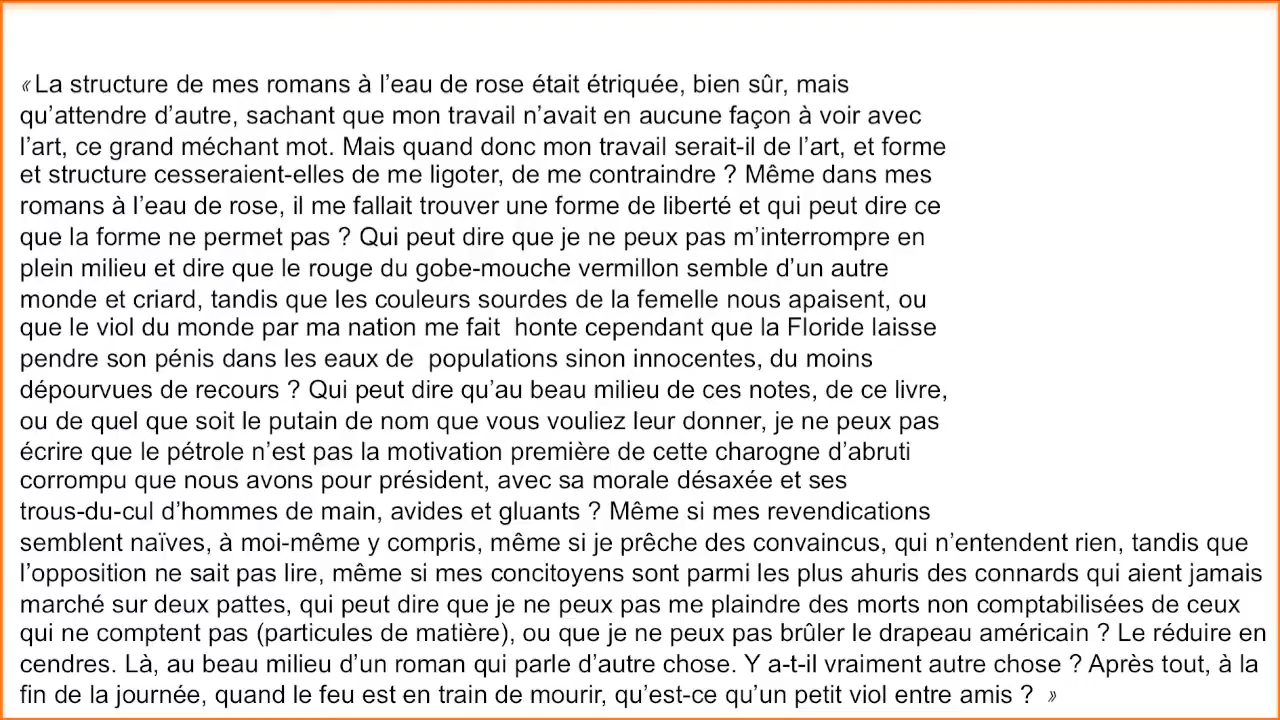 « La structure de mes romans à l’eau de rose était étriquée, bien sûr, mais
qu’attendre d’autre, sachant que mon travail n’avait en aucune façon à voir avec
l’art, ce grand méchant mot. Mais quand donc mon travail serait-il de l’art, et forme
et structure cesseraient-elles de me ligoter, de me contraindre ? Même dans mes
romans à l’eau de rose, il me fallait trouver une forme de liberté et qui peut dire ce
que la forme ne permet pas ? Qui peut dire que je ne peux pas m’interrompre en
plein milieu et dire que le rouge du gobe-mouche vermillon semble d’un autre
monde et criard, tandis que les couleurs sourdes de la femelle nous apaisent, ou
que le viol du monde par ma nation me fait  honte cependant que la Floride laisse
pendre son pénis dans les eaux de  populations sinon innocentes, du moins
dépourvues de recours ? Qui peut dire qu’au beau milieu de ces notes, de ce livre,
ou de quel que soit le putain de nom que vous vouliez leur donner, je ne peux pas
écrire que le pétrole n’est pas la motivation première de cette charogne d’abruti
corrompu que nous avons pour président, avec sa morale désaxée et ses
trous-du-cul d’hommes de main, avides et gluants ? Même si mes revendications
semblent naïves, à moi-même y compris, même si je prêche des convaincus, qui n’entendent rien, tandis que
l’opposition ne sait pas lire, même si mes concitoyens sont parmi les plus ahuris des connards qui aient jamais
marché sur deux pattes, qui peut dire que je ne peux pas me plaindre des morts non comptabilisées de ceux
qui ne comptent pas (particules de matière), ou que je ne peux pas brûler le drapeau américain ? Le réduire en
cendres. Là, au beau milieu d’un roman qui parle d’autre chose. Y a-t-il vraiment autre chose ? Après tout, à la
fin de la journée, quand le feu est en train de mourir, qu’est-ce qu’un petit viol entre amis ?  »